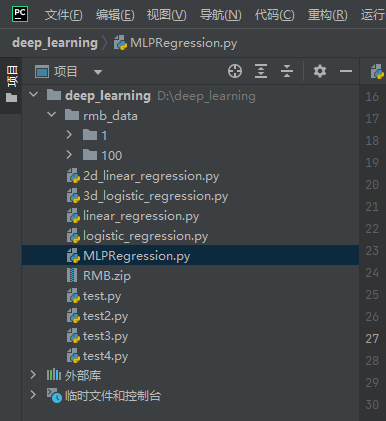 PC 文件(F) 编辑(E) 视图(V) 导航(N) 代码(C) 重构(R) 运行
deep_learning MLPRegression.py
项目
项目
16
deep_learning D:\deep_learning
17
rmb_data
18
1
19
100
20
2d_linear_regression.py
3d_logistic_regression.py
21
linear_regression.py
22
logistic_regression.py
23
MLPRegression.py
24
RMB.zip
25
test.py
26
test2.py
27
test3.py
28
test4.py
29
外部库
临时文件和控制台
30